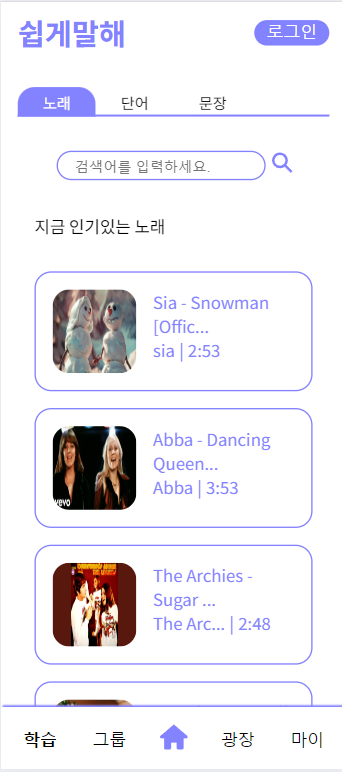 쉽게말해
로그인
노래 단어 문장
검색어를 입력하세요.
지금 인기있는 노래
Sia - Snowman
[Offic...
sia | 2:53
Abba - Dancing
Queen...
Abba | 3:53
vevo
The Archies -
Sugar ...
The Arc... | 2:48
학습 그룹 광장 마이